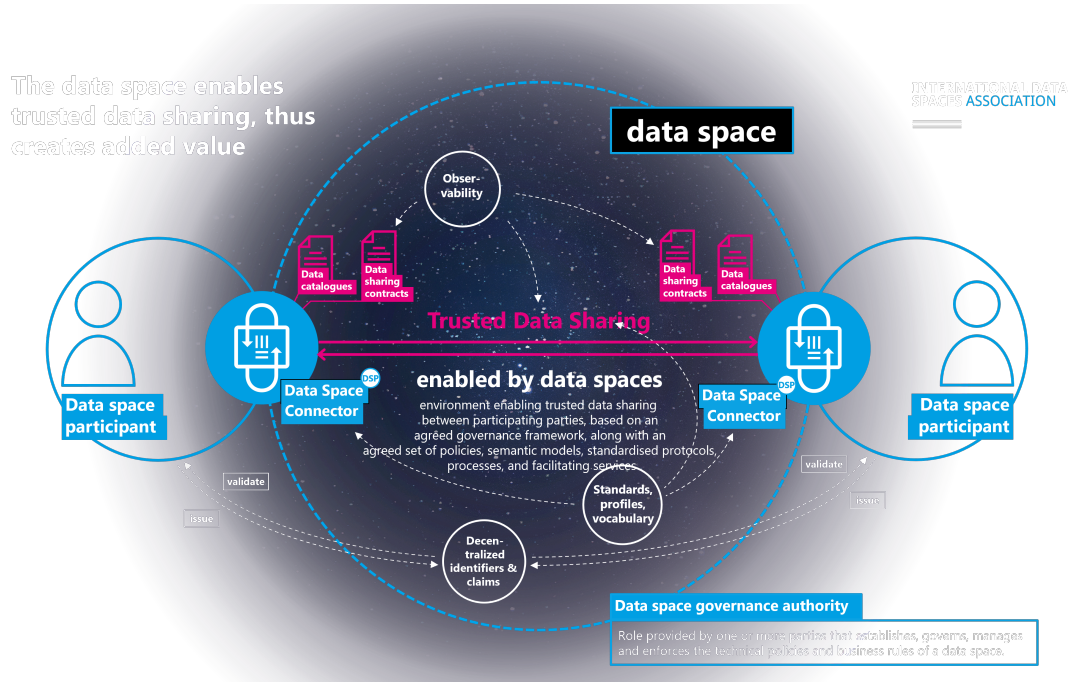 The data space enables
trusted data sharing, thus
creates added value
INTERNATIONAL DATA
SPACES ASSOCIATION
data space
Obser-
vability
Data
catalogues
Data
sharing
contracts
Data
sharing
contracts
Data
catalogues
Trusted Data Sharing
DSP
Data Space
Connector
enabled by data spaces
environment enabling trusted data sharing
between participating parties, based on an
agreed governance framework, along with an
agreed set of policies, semantic models, standardised protocols,
processes, and facilitating services
DSP
Data Space
Connector
Data space
participant
Data space
participant
validate
issue
validate
issue
Standards,
profiles,
vocabulary
Decen-
tralized
identifiers &
claims
Data space governance authority
Role provided by one or more parties that establishes, governs, manages
and enforces the technical policies and business rules of a data space.